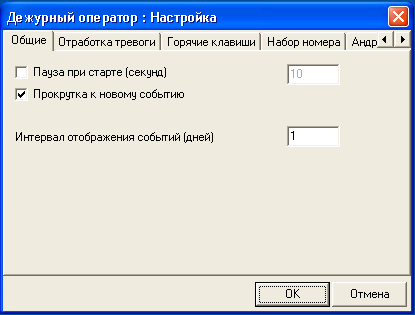 Дежурный оператор : Настройка
Общие Отработка тревоги Горячие клавиши Набор номера Андр
Пауза при старте (секунд) 10
Прокрутка к новому событию
Интервал отображения событий (дней) 1
OK Отмена